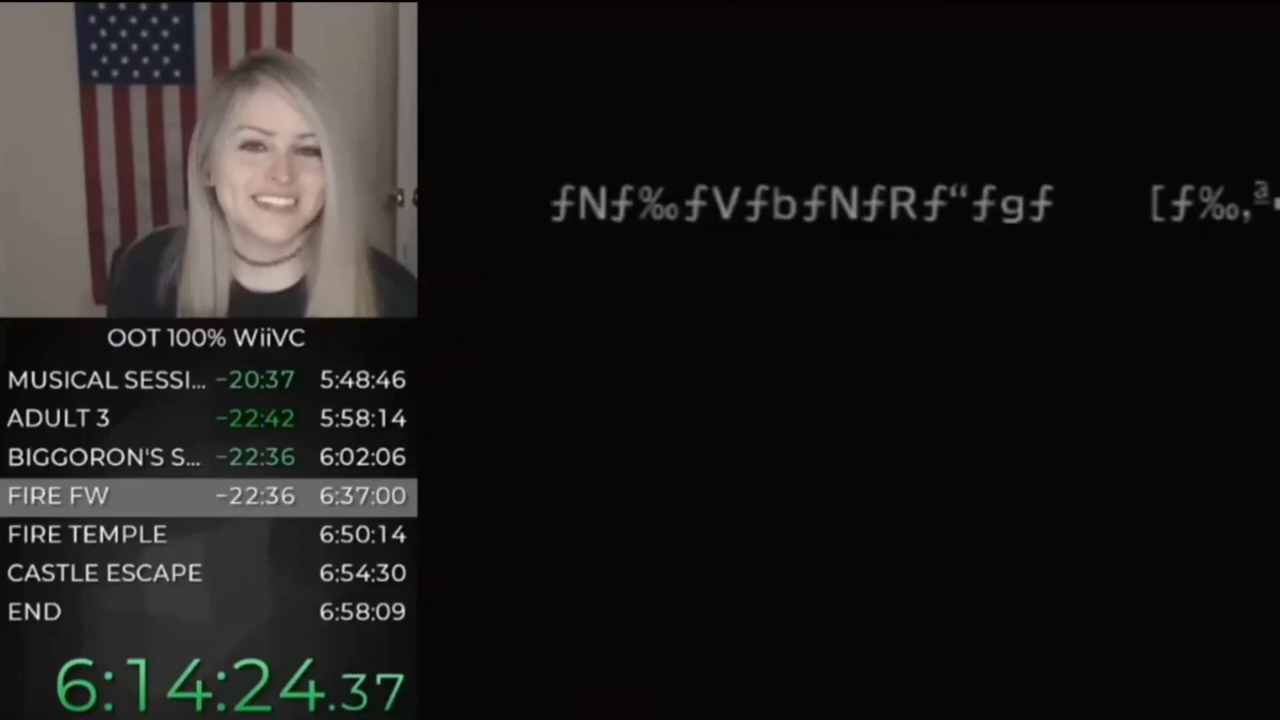 ƒNƒ‰ƒVƒbƒNƒRƒ“ƒgƒ [ƒ‰‚ª
OOT 100% WiiVC
MUSICAL SESSI... −20:37 5:48:46
ADULT 3 −22:42 5:58:14
BIGGORON'S S... −22:36 6:02:06
FIRE FW −22:36 6:37:00
FIRE TEMPLE 6:50:14
CASTLE ESCAPE 6:54:30
END 6:58:09
6:14:24.37